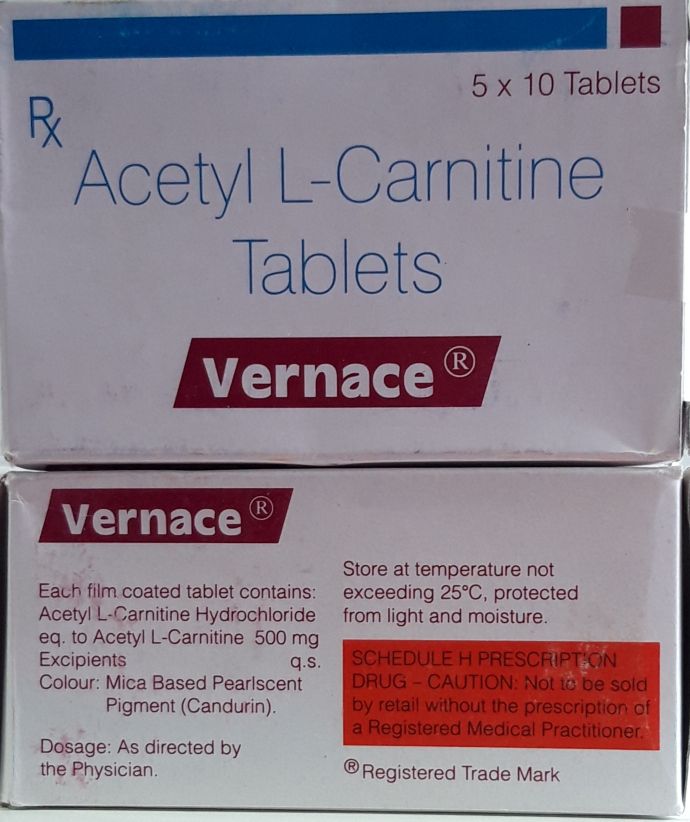 5 x 10 Tablets
Rx
Acetyl L-Carnitine
Tablets
Vernace ®
Vernace ®
Each film coated tablet contains:
Acetyl L-Carnitine Hydrochloride
eq. to Acetyl L-Carnitine 500 mg
Excipients q.s.
Colour: Mica Based Pearlscent
Pigment (Candurin).
Dosage: As directed by
the Physician.
Store at temperature not
exceeding 25°C, protected
from light and moisture.
SCHEDULE H PRESCRIPTION
DRUG – CAUTION: Not to be sold
by retail without the prescription of
a Registered Medical Practitioner.
® Registered Trade Mark